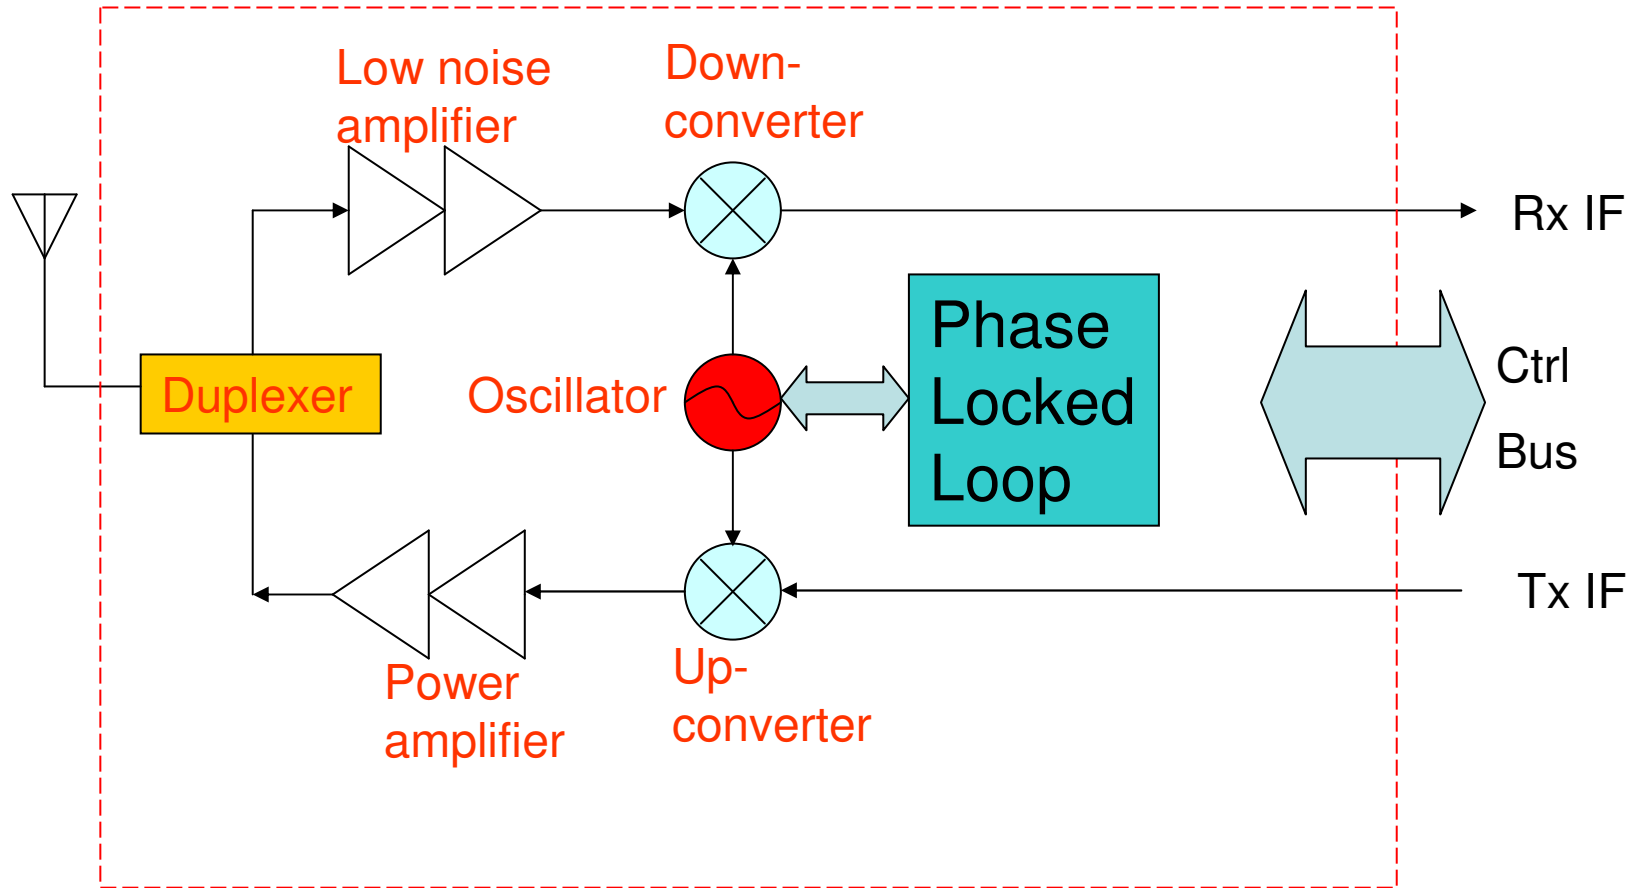 Low noise
amplifier
Down-
converter
Rx IF
Duplexer
Oscillator
Phase
Locked
Loop
Ctrl
Bus
Tx IF
Power
amplifier
Up-
converter